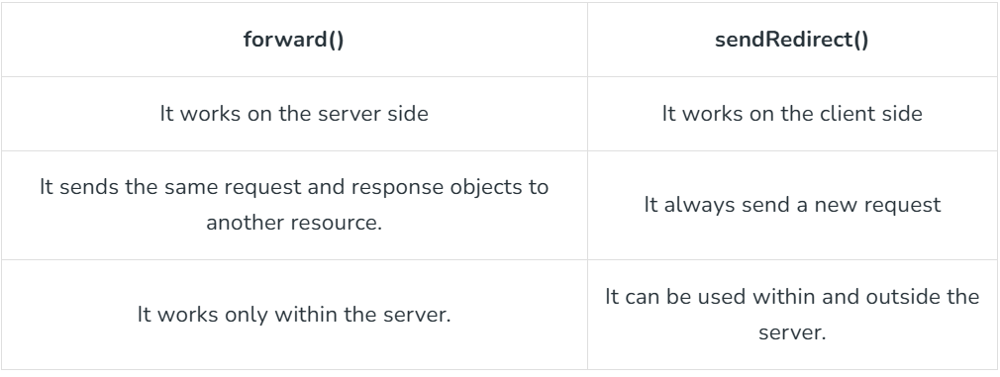 forward()
sendRedirect()
It works on the server side
It works on the client side
It sends the same request and response objects to
another resource.
It always send a new request
It works only within the server.
It can be used within and outside the
server.